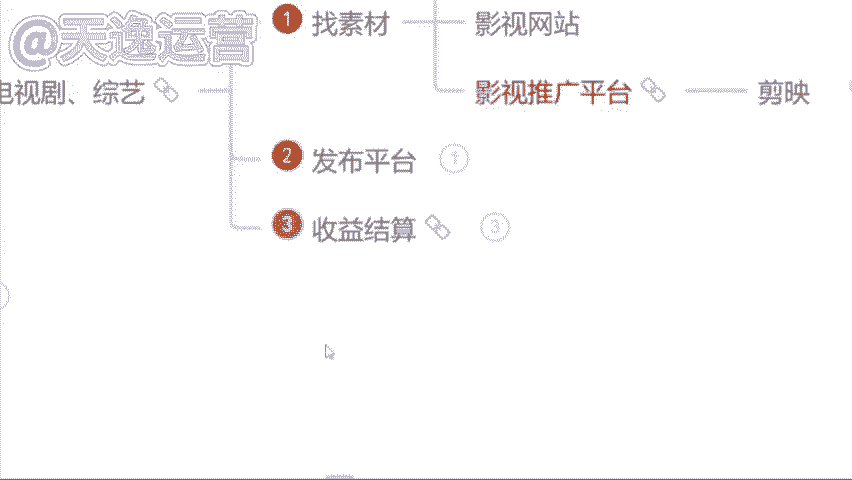 @天逸运营
1 找素材
影视网站
电视剧、综艺
影视推广平台
剪映
2 发布平台 1
3 收益结算 3